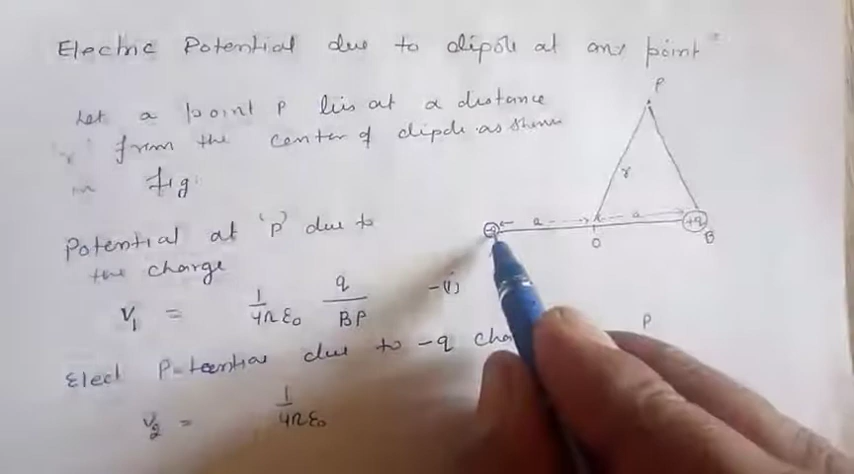 Electric Potential due to dipole at any point
Let a point P lies at a distance
r from the center of dipole as shown
in fig.
Potential at 'P' due to
the charge
V₁ = 1/4πε₀ q/BP -(i)
Elect Potential due to -q cha
V₂ = 1/4πε₀
P
r
a a
+q
O
B
P